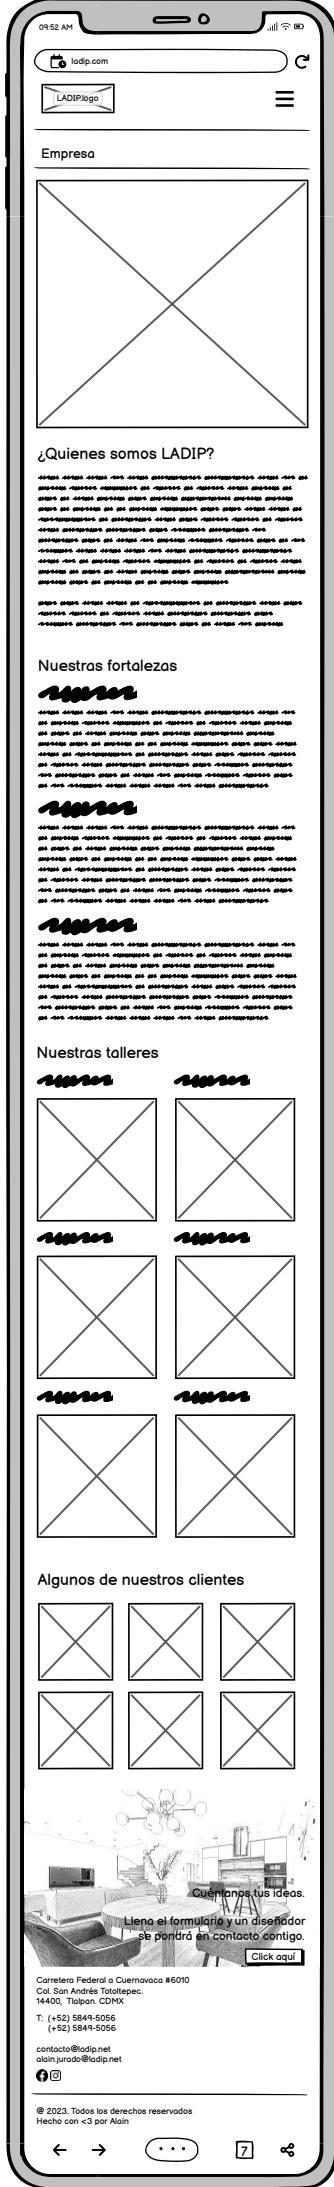 09:52 AM
ladip.com
LADIP.logo
Empresa
¿Quienes somos LADIP?
Nuestras fortalezas
Nuestras talleres
Algunos de nuestros clientes
Cuéntanos tus ideas.
Llena el formulario y un diseñador
se pondrá en contacto contigo.
Click aquí
Carretera Federal a Cuernavaca #6010
Col. San Andrés Totoltepec.
14400, Tlalpan. CDMX
T: (+52) 5849-5056
(+52) 5849-5056
contacto@ladip.net
alain.jurado@ladip.net
@ 2023. Todos los derechos reservados
Hecho con <3 por Alain
7